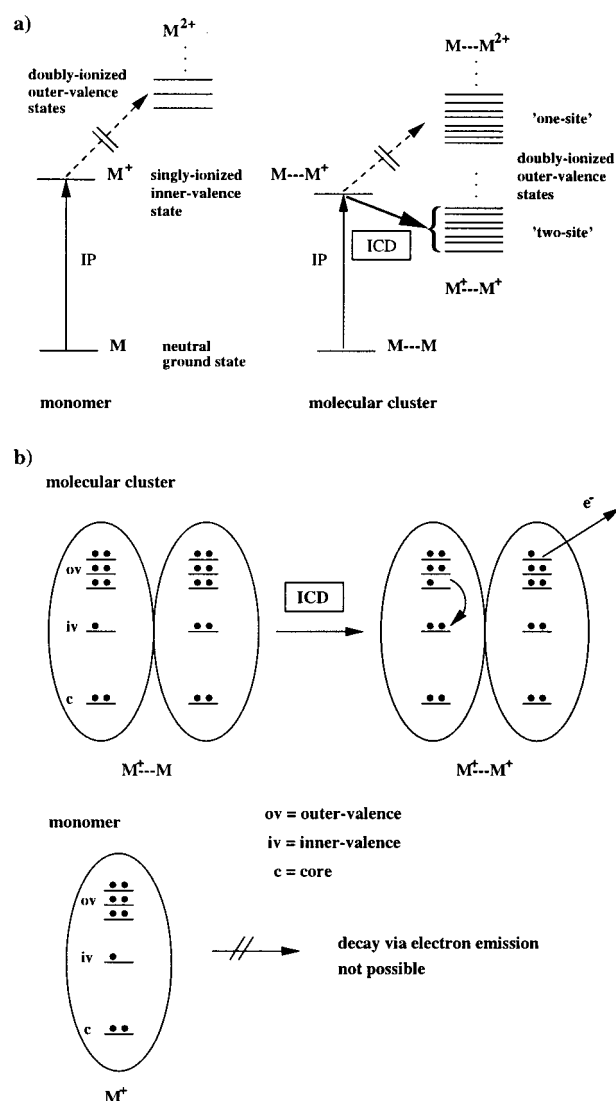 a)
M2+
doubly-ionized
outer-valence
states
M+
singly-ionized
inner-valence
state
IP
M
neutral
ground state
monomer
M---M2+
'one-site'
doubly-ionized
outer-valence
states
M---M+
ICD
'two-site'
IP
M+---M+
M---M
molecular cluster
b)
molecular cluster
e-
ov
ICD
iv
c
M+---M
M+---M+
monomer
ov = outer-valence
iv = inner-valence
c = core
ov
iv
decay via electron emission
not possible
c
M+